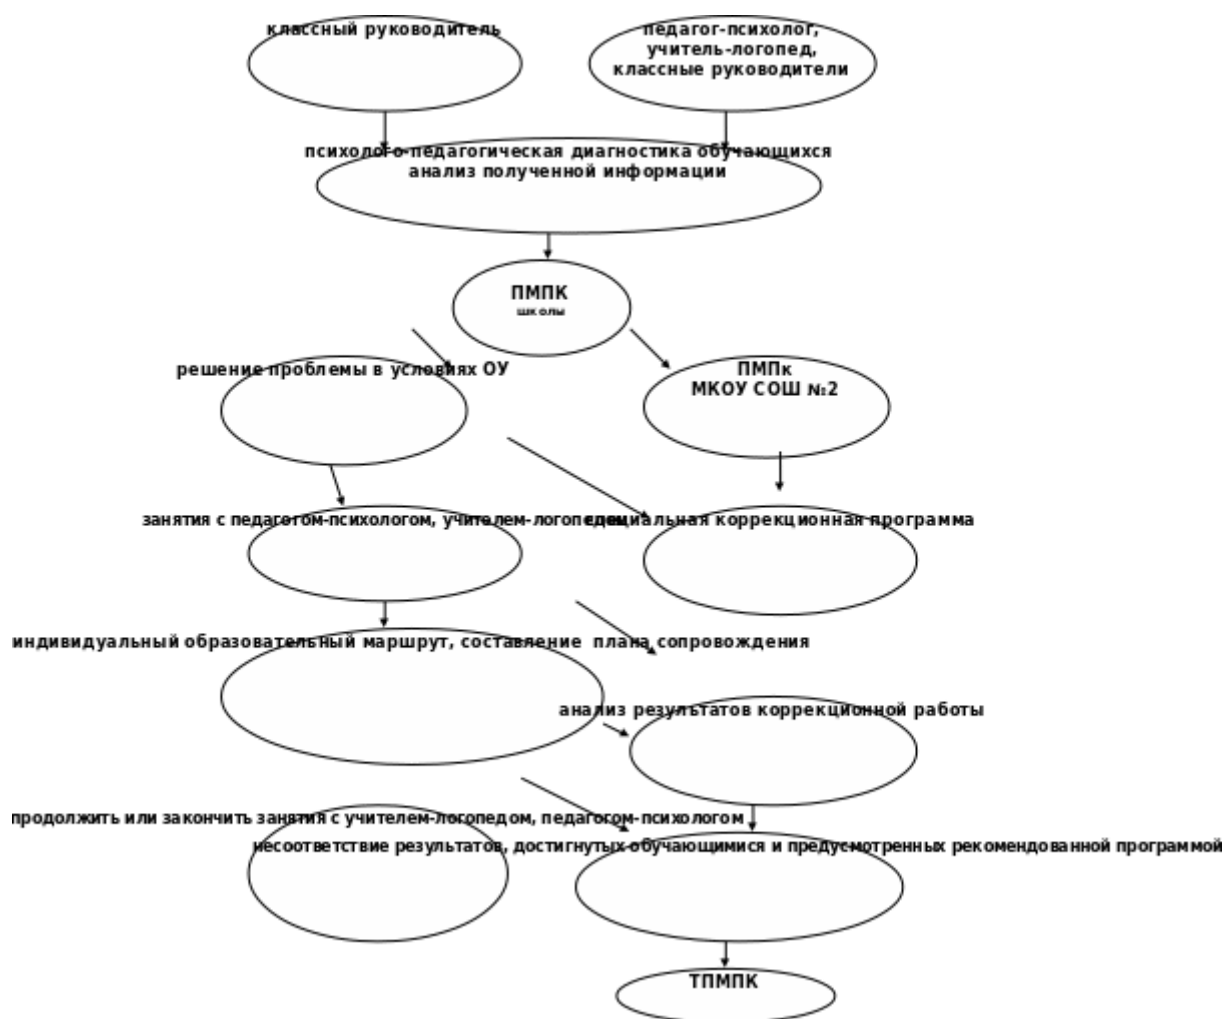 классный руководитель
педагог-психолог,
учитель-логопед,
классные руководители
психолого-педагогическая диагностика обучающихся
анализ полученной информации
ПМПК
школы
решение проблемы в условиях ОУ
ПМПк
МКОУ СОШ №2
занятия с педагогом-психологом, учителем-логопедом
специальная коррекционная программа
индивидуальный образовательный маршрут, составление плана сопровождения
анализ результатов коррекционной работы
продолжить или закончить занятия с учителем-логопедом, педагогом-психологом
несоответствие результатов, достигнутых обучающимися и предусмотренных рекомендованной программой
ТПМПК